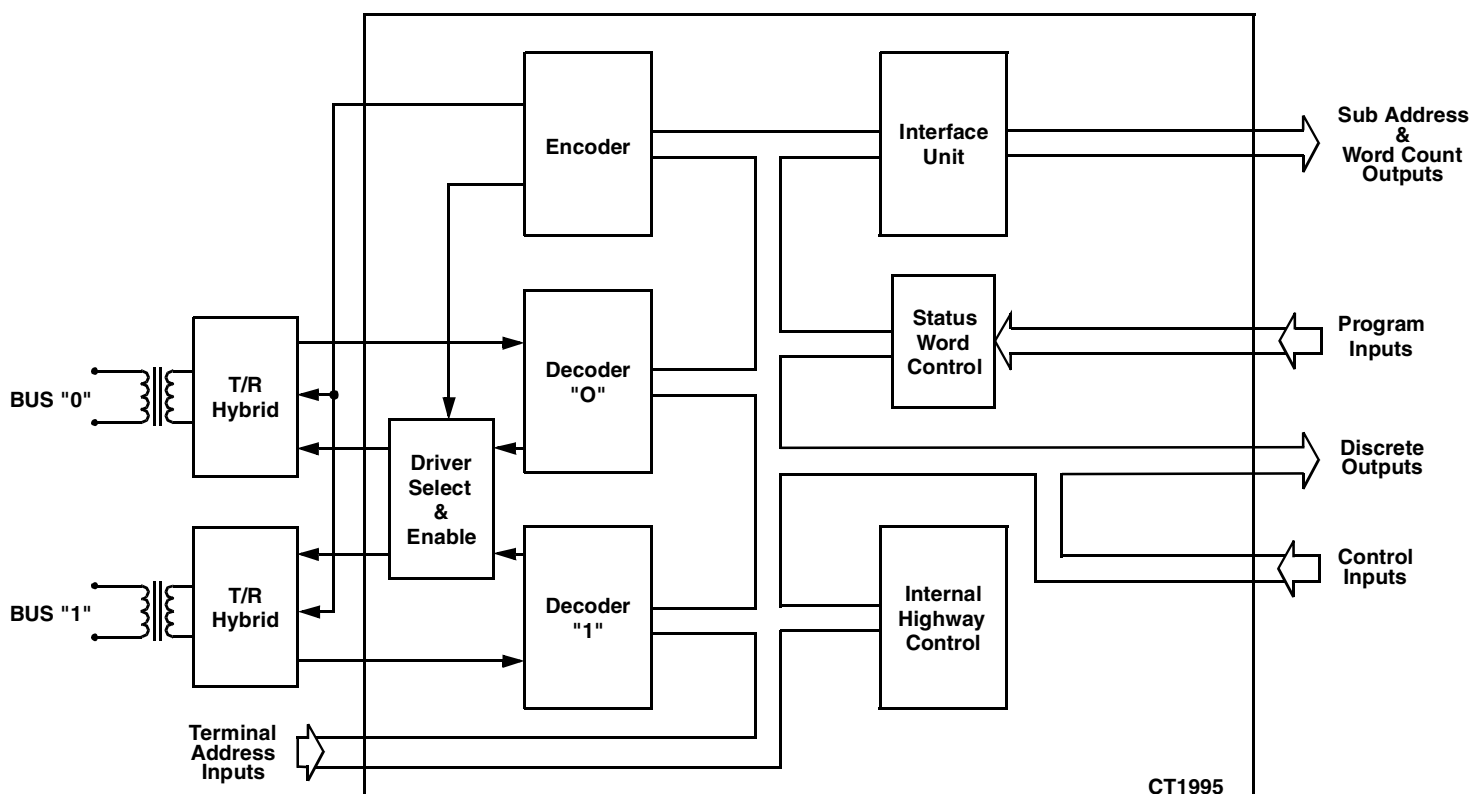 Encoder
Interface
Unit
Sub Address
&
Word Count
Outputs
Status
Word
Control
Program
Inputs
BUS "0"
T/R
Hybrid
Decoder
"O"
Driver
Select
&
Enable
Discrete
Outputs
BUS "1"
T/R
Hybrid
Decoder
"1"
Internal
Highway
Control
Control
Inputs
Terminal
Address
Inputs
CT1995